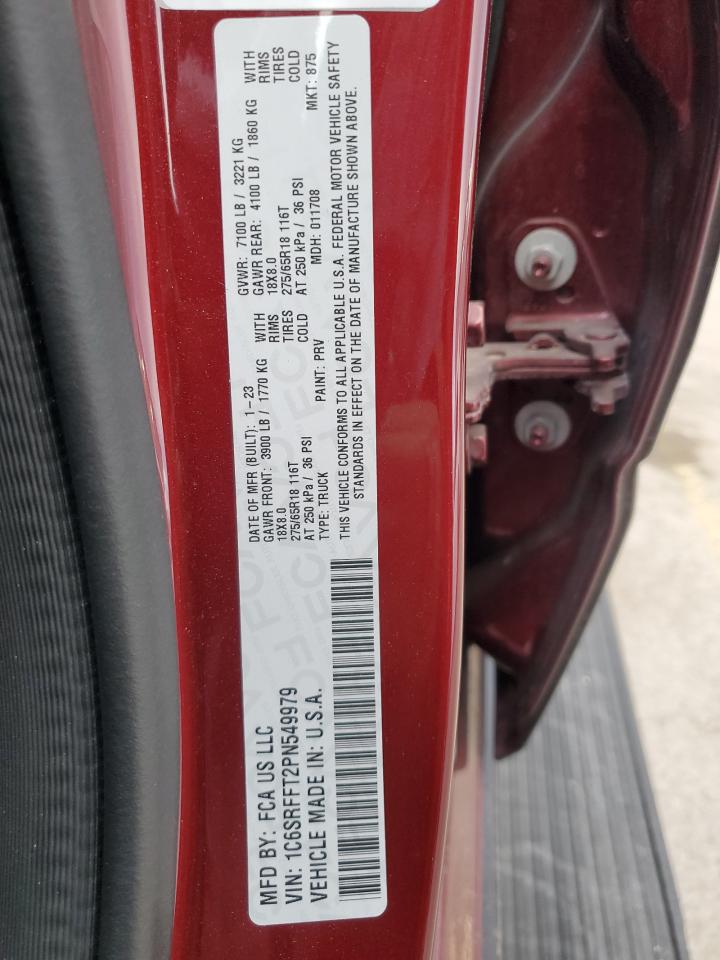 MFD BY: FCA US LLC
VIN: 1C6SRFFT2PN549979
VEHICLE MADE IN: U.S.A.
DATE OF MFR (BUILT): 1-23 GVWR: 7100 LB / 3221 KG
GAWR FRONT: 3900 LB / 1770 KG WITH GAWR REAR: 4100 LB / 1860 KG WITH
18X8.0 RIMS 18X8.0 RIMS
275/65R18 116T TIRES 275/65R18 116T TIRES
AT 250 kPa / 36 PSI COLD AT 250 kPa / 36 PSI COLD
TYPE: TRUCK PAINT: PRV MDH: 011708 MKT: 875
THIS VEHICLE CONFORMS TO ALL APPLICABLE U.S.A. FEDERAL MOTOR VEHICLE SAFETY
STANDARDS IN EFFECT ON THE DATE OF MANUFACTURE SHOWN ABOVE.